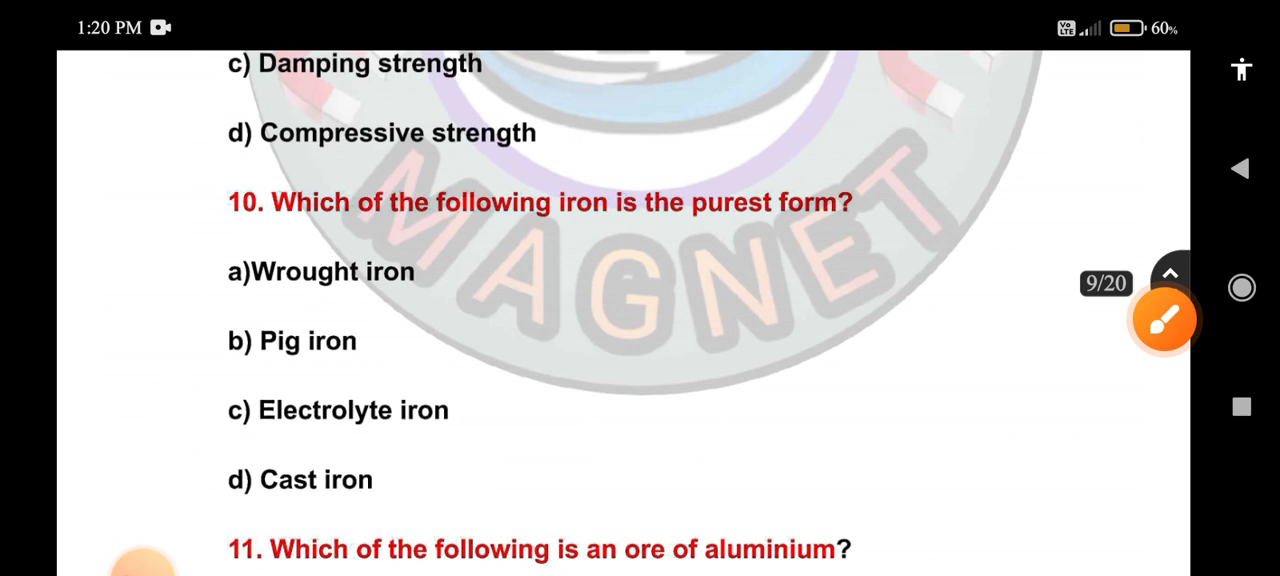 1:20 PM
Vo LTE 60%
c) Damping strength
d) Compressive strength
MAGNET
10. Which of the following iron is the purest form?
a)Wrought iron
9/20
b) Pig iron
c) Electrolyte iron
d) Cast iron
11. Which of the following is an ore of aluminium?